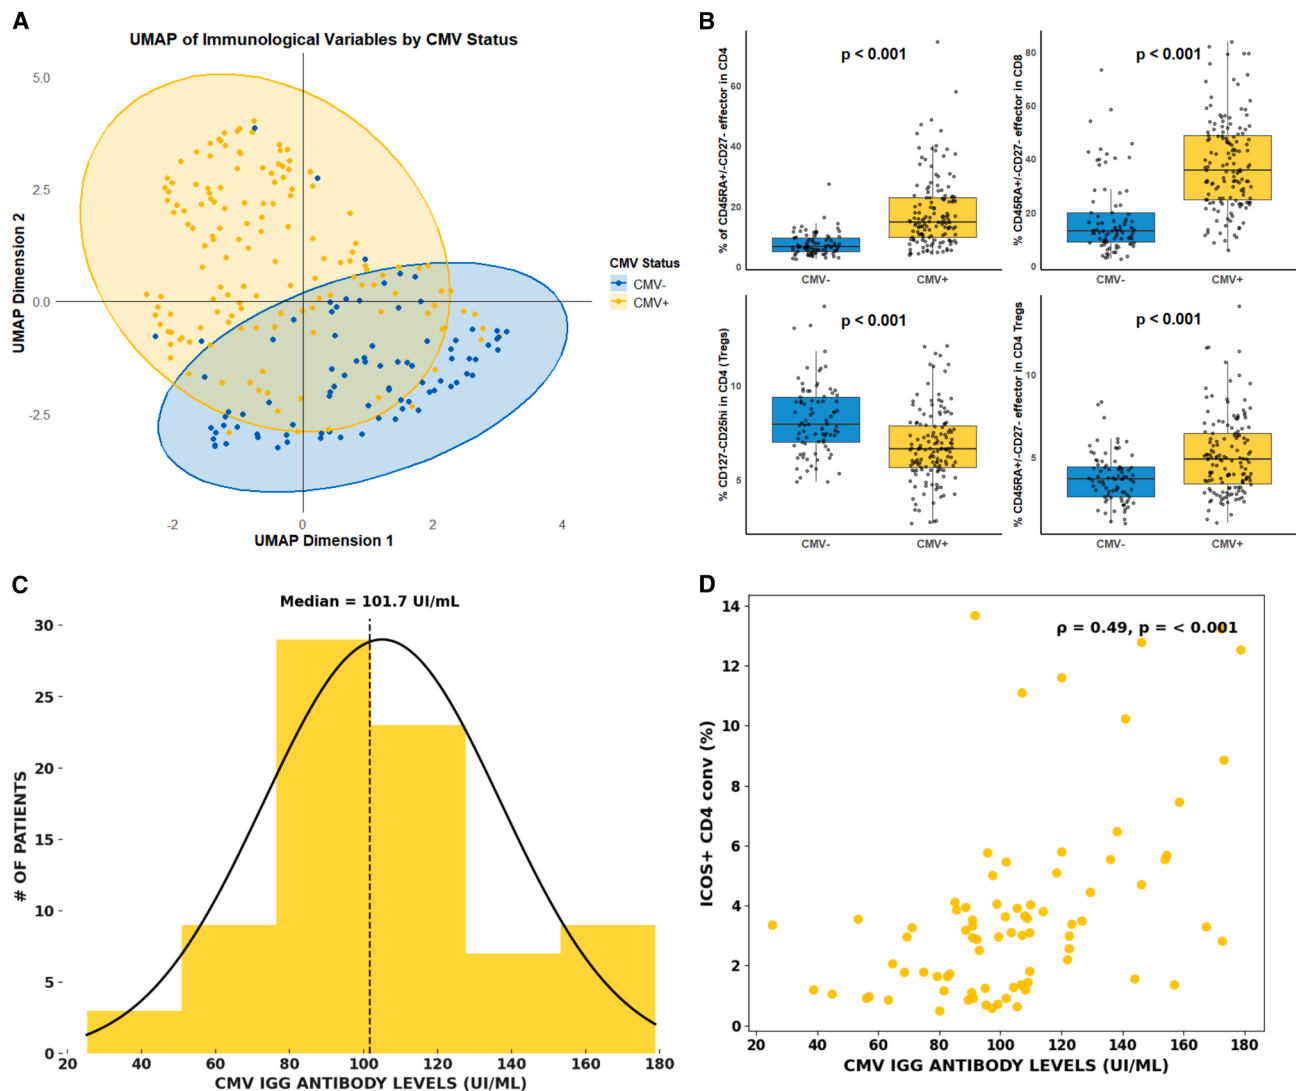 A
UMAP of Immunological Variables by CMV Status
UMAP Dimension 2
5.0
2.5
0.0
-2.5
-2
0
2
4
UMAP Dimension 1
CMV Status
CMV-
CMV+
B
% of CD45RA+/-CD27- effector in CD4
60
40
20
0
p < 0.001
CMV-
CMV+
% CD45RA+/-CD27- effector in CD8
80
60
40
20
0
p < 0.001
CMV-
CMV+
% CD127-CD25hi in CD4 (Tregs)
10
5
p < 0.001
CMV-
CMV+
% CD45RA+/-CD27- effector in CD4 Tregs
10
5
p < 0.001
CMV-
CMV+
C
Median = 101.7 UI/mL
# OF PATIENTS
30
25
20
15
10
5
0
20
40
60
80
100
120
140
160
180
CMV IGG ANTIBODY LEVELS (UI/ML)
D
ρ = 0.49, p = < 0.001
ICOS+ CD4 conv (%)
14
12
10
8
6
4
2
0
20
40
60
80
100
120
140
160
180
CMV IGG ANTIBODY LEVELS (UI/ML)